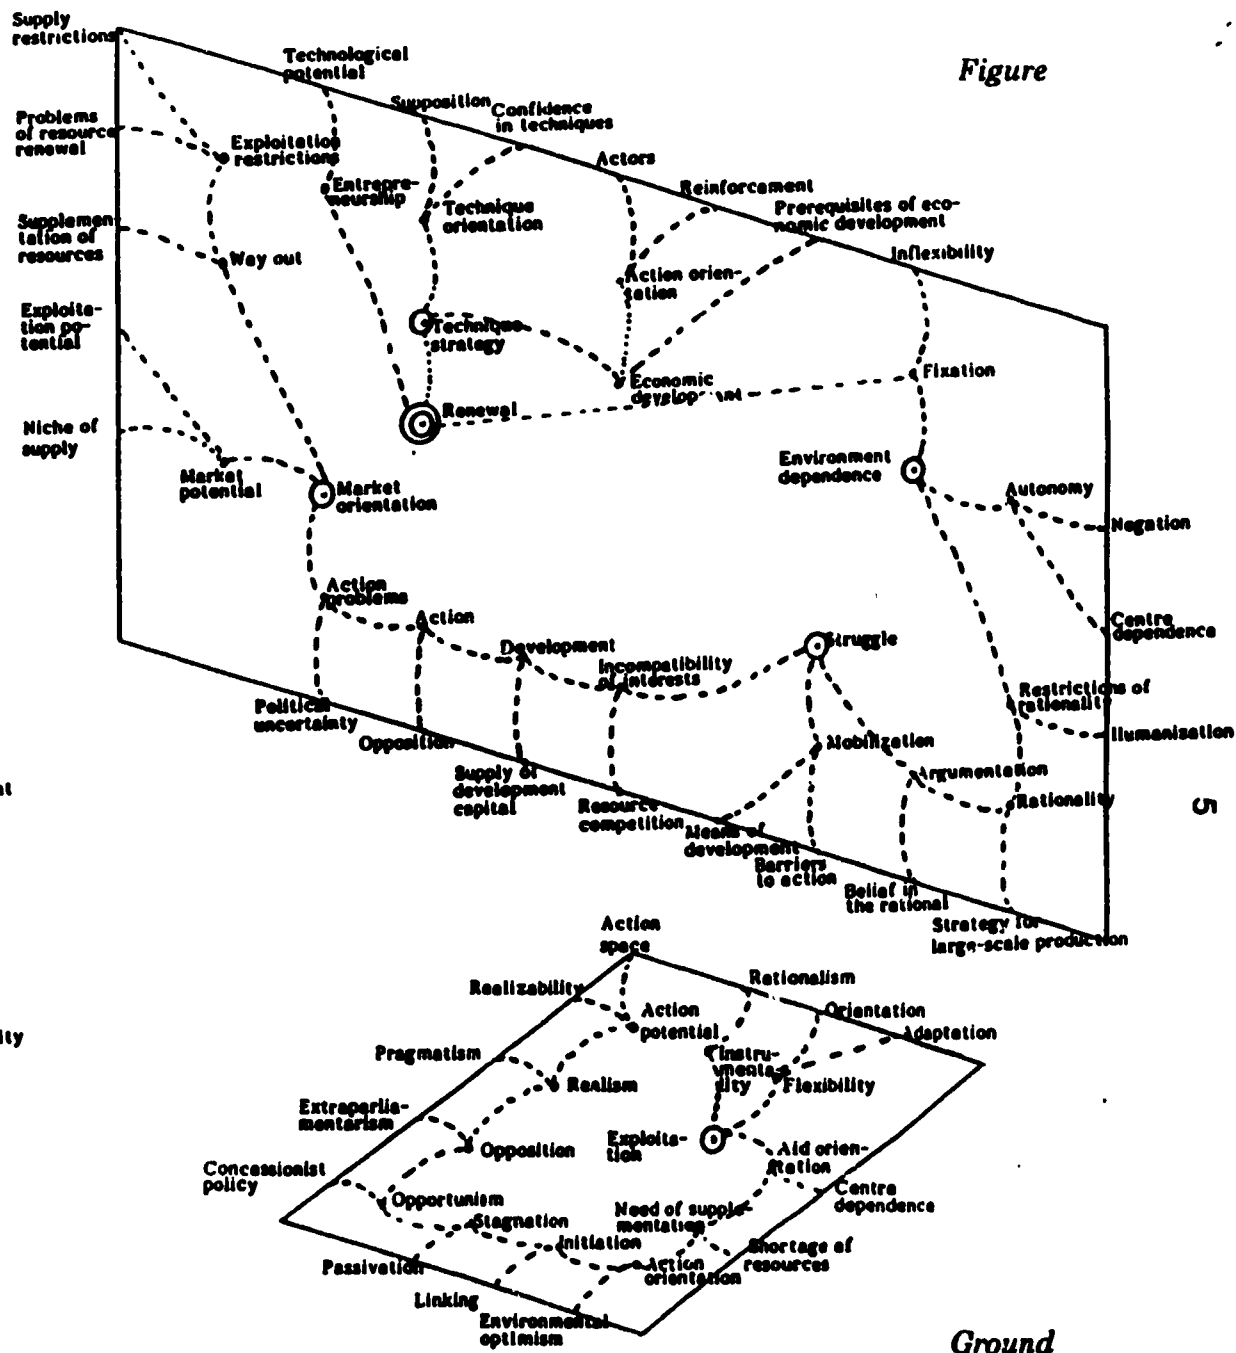 Supply
restrictions
Technological
potential
Figure
Supposition
Confidence
in techniques
Problems
of resource
renewal
Exploitation
restrictions
Actors
Entrepre-
neurship
Reinforcement
Technique
orientation
Prerequisites of eco-
nomic development
Supplemen
tation of
resources
Way out
Inflexibility
Action orien-
tation
Exploita-
tion po-
tential
Technique
strategy
Economic
development
Fixation
Renewal
Niche of
supply
Market
potential
Market
orientation
Environment
dependence
Autonomy
Negation
Action
problems
Action
Development
Struggle
Centre
dependence
Incompatibility
of interests
Political
uncertainty
Restrictions of
rationality
Opposition
Mobilization
Humanization
Supply of
development
capital
Argumentation
nt
Resource
competition
Rationality
5
Means of
development
Barriers
to action
Belief in
the rational
Strategy for
large-scale production
Action
space
Realizability
Rationalism
Action
potential
Orientation
Adaptation
ity
Pragmatism
Instru-
menta-
lity
Realism
Flexibility
Extraparlia-
mentarism
Opposition
Exploita-
tion
Aid orien-
tation
Concessionist
policy
Opportunism
Centre
dependence
Need of supple-
mentation
Stagnation
Initiation
Shortage of
resources
Passivation
Action
orientation
Linking
Environmental
optimism
Ground